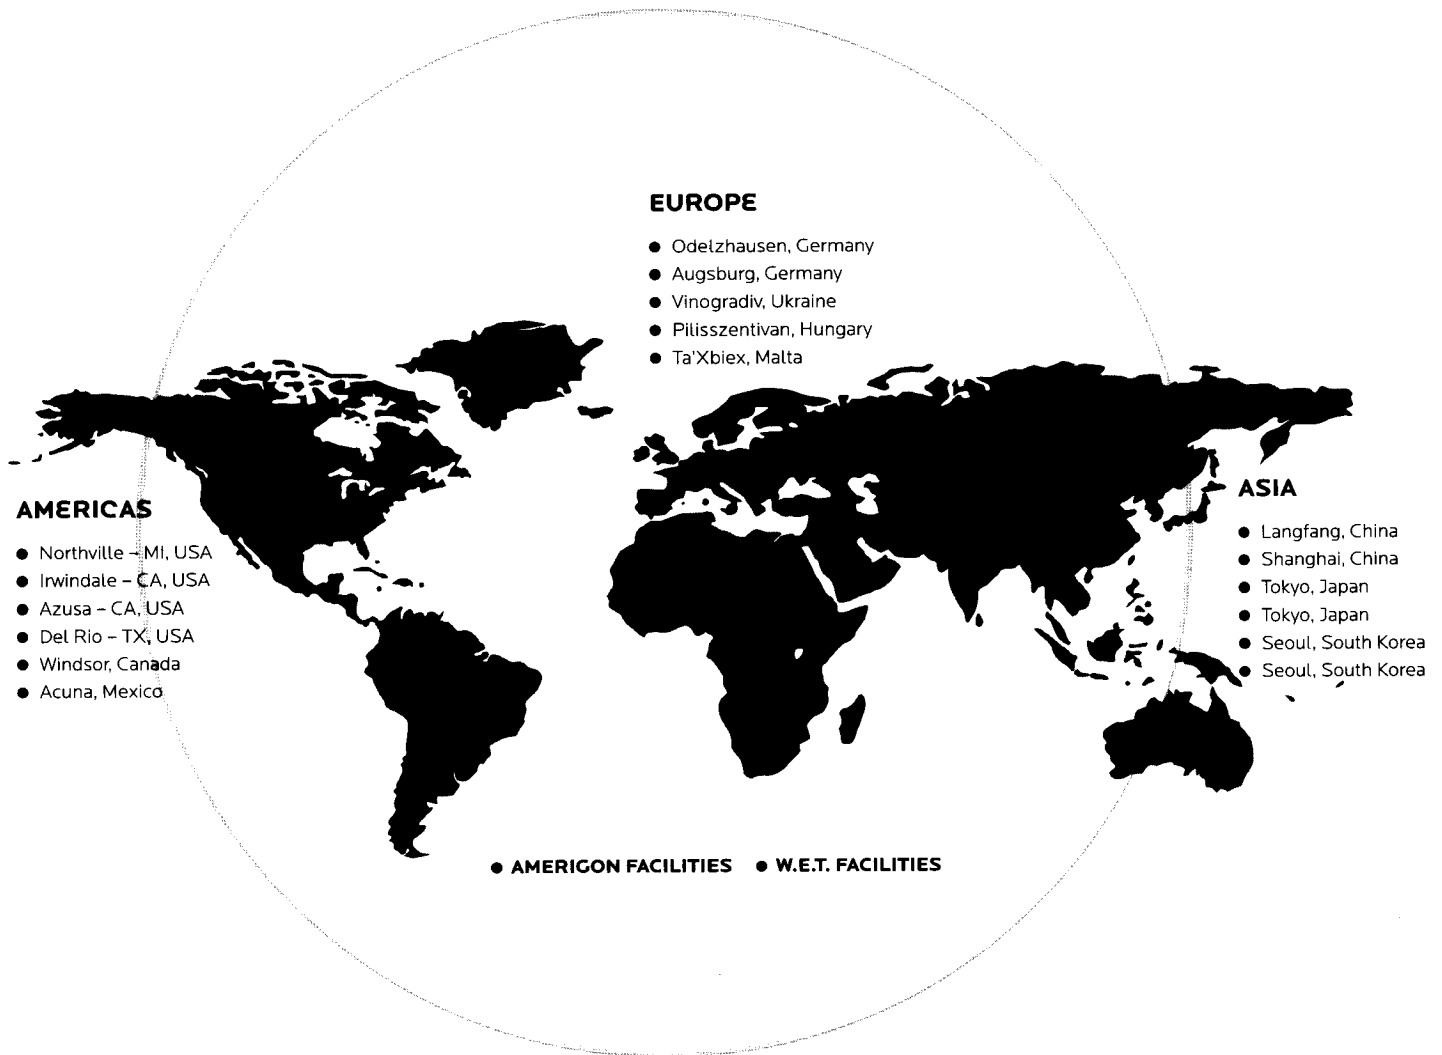 EUROPE
● Odelzhausen, Germany
● Augsburg, Germany
● Vinogradiv, Ukraine
● Pilisszentivan, Hungary
● Ta'Xbiex, Malta
AMERICAS
● Northville – MI, USA
● Irwindale – CA, USA
● Azusa – CA, USA
● Del Rio – TX, USA
● Windsor, Canada
● Acuna, Mexico
ASIA
● Langfang, China
● Shanghai, China
● Tokyo, Japan
● Tokyo, Japan
● Seoul, South Korea
● Seoul, South Korea
● AMERIGON FACILITIES ● W.E.T. FACILITIES